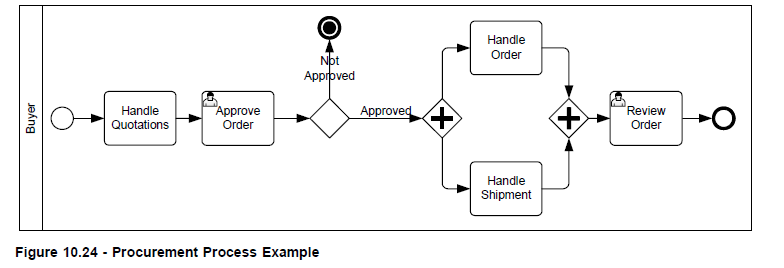 Buyer
Handle
Quotations
Approve
Order
Not
Approved
Approved
Handle
Order
Handle
Shipment
Review
Order
Figure 10.24 - Procurement Process Example